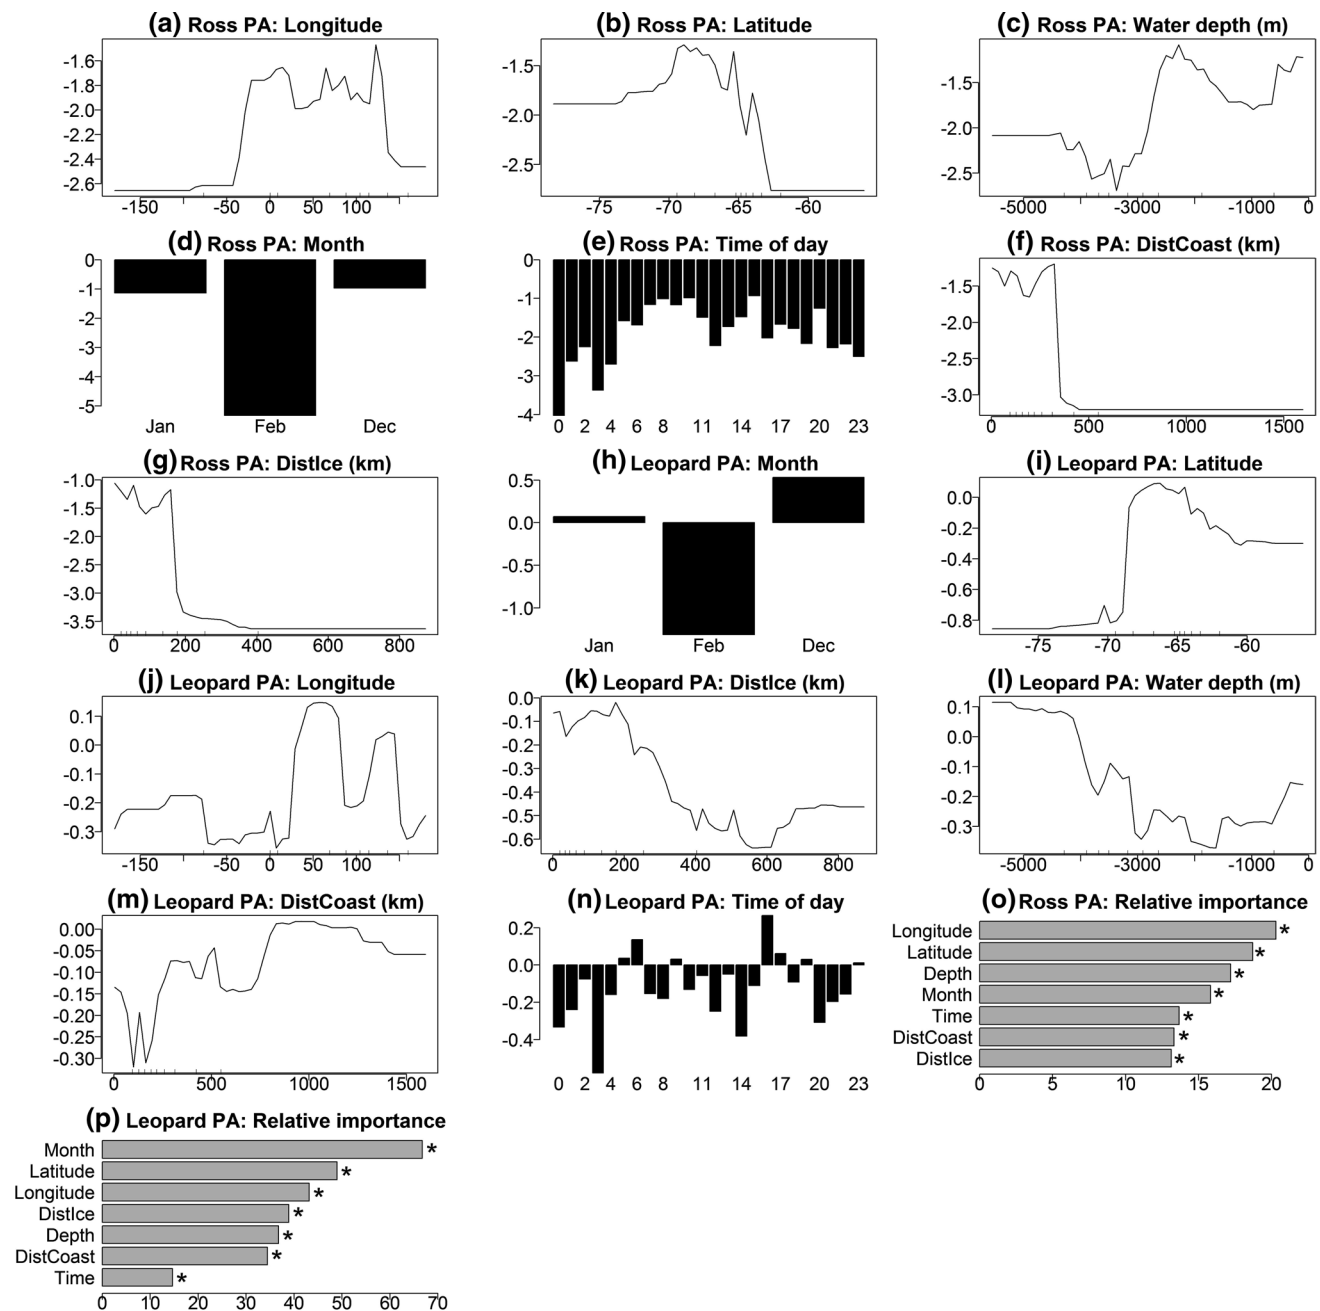 (a) Ross PA: Longitude
-1.6
-1.8
-2.0
-2.2
-2.4
-2.6
-150 -50 0 50 100
(b) Ross PA: Latitude
-1.5
-2.0
-2.5
-75 -70 -65 -60
(c) Ross PA: Water depth (m)
-1.5
-2.0
-2.5
-5000 -3000 -1000 0
(d) Ross PA: Month
0
-1
-2
-3
-4
-5
Jan Feb Dec
(e) Ross PA: Time of day
0
-1
-2
-3
-4
0 2 4 6 8 11 14 17 20 23
(f) Ross PA: DistCoast (km)
-1.5
-2.0
-2.5
-3.0
0 500 1000 1500
(g) Ross PA: DistIce (km)
-1.0
-1.5
-2.0
-2.5
-3.0
-3.5
0 200 400 600 800
(h) Leopard PA: Month
0.5
0.0
-0.5
-1.0
Jan Feb Dec
(i) Leopard PA: Latitude
0.0
-0.2
-0.4
-0.6
-0.8
-75 -70 -65 -60
(j) Leopard PA: Longitude
0.1
0.0
-0.1
-0.2
-0.3
-150 -50 0 50 100
(k) Leopard PA: DistIce (km)
0.0
-0.1
-0.2
-0.3
-0.4
-0.5
-0.6
0 200 400 600 800
(l) Leopard PA: Water depth (m)
0.1
0.0
-0.1
-0.2
-0.3
-5000 -3000 -1000 0
(m) Leopard PA: DistCoast (km)
0.00
-0.05
-0.10
-0.15
-0.20
-0.25
-0.30
0 500 1000 1500
(n) Leopard PA: Time of day
0.2
0.0
-0.2
-0.4
0 2 4 6 8 11 14 17 20 23
(o) Ross PA: Relative importance
Longitude *
Latitude *
Depth *
Month *
Time *
DistCoast *
DistIce *
0 5 10 15 20
(p) Leopard PA: Relative importance
Month *
Latitude *
Longitude *
DistIce *
Depth *
DistCoast *
Time *
0 10 20 30 40 50 60 70